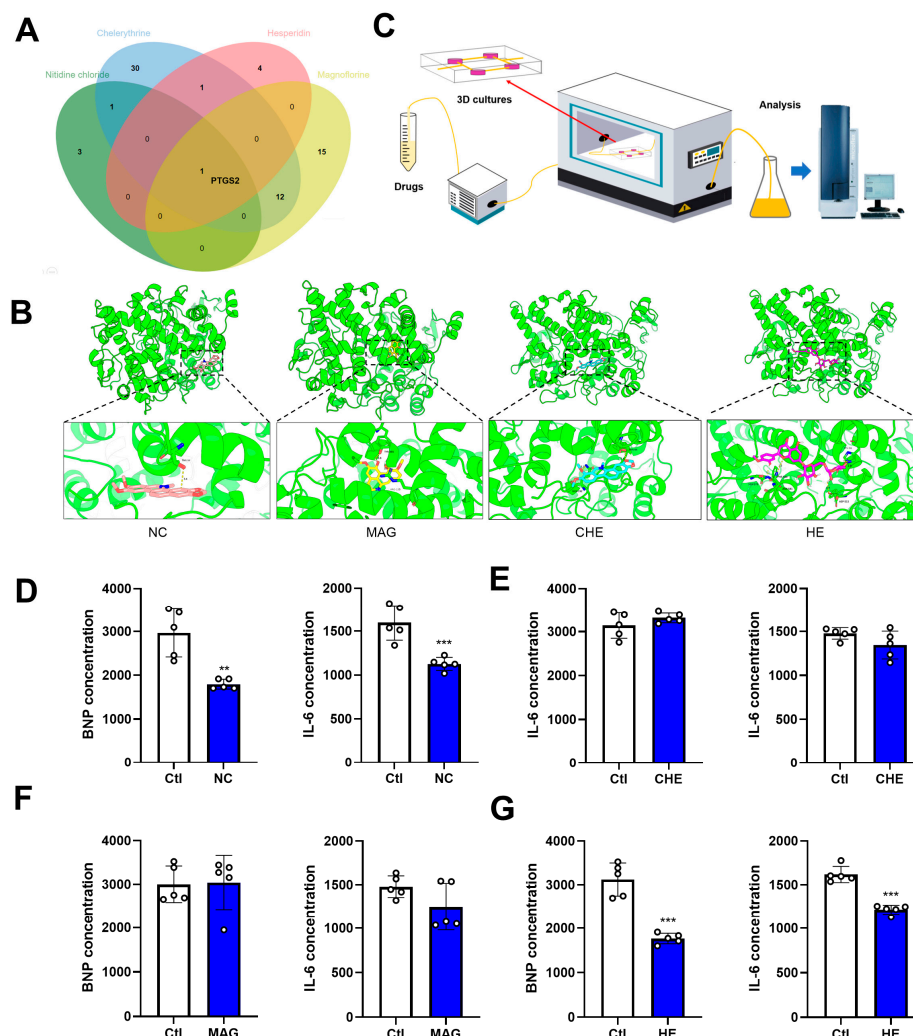 A
Chelerythrine
Hesperidin
Nitidine chloride
Magnoflorine
30
4
1
1
0
3
0
0
15
1
PTGS2
0
12
0
0
0
C
3D cultures
Analysis
Drugs
B
NC
MAG
CHE
HE
D
BNP concentration
4000
3000
2000
1000
0
**
Ctl
NC
IL-6 concentration
2000
1500
1000
500
0
***
Ctl
NC
E
IL-6 concentration
4000
3000
2000
1000
0
Ctl
CHE
IL-6 concentration
2000
1500
1000
500
0
Ctl
CHE
F
BNP concentration
4000
3000
2000
1000
0
Ctl
MAG
IL-6 concentration
2000
1500
1000
500
0
Ctl
MAG
G
BNP concentration
4000
3000
2000
1000
0
***
Ctl
HE
IL-6 concentration
2000
1500
1000
500
0
***
Ctl
HE